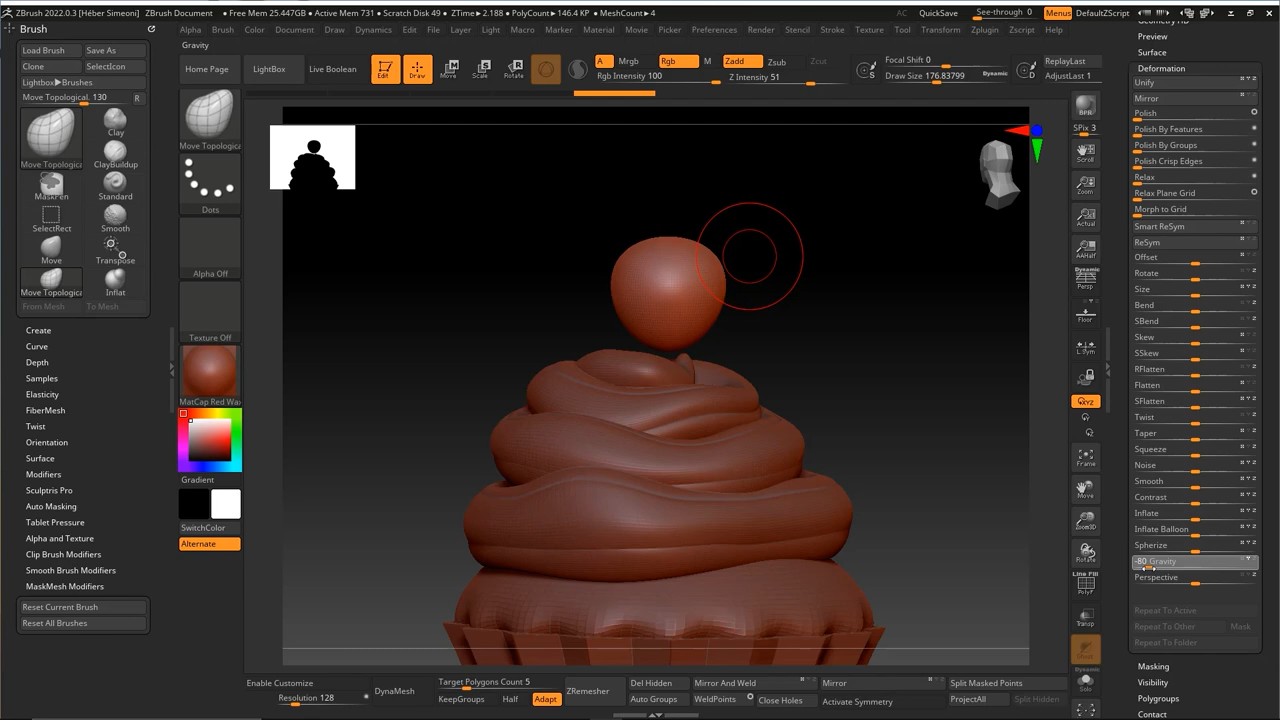 ZBrush 2022.0.3 [Héber Simeoni]
ZBrush Document
● Free Mem 25.447GB ● Active Mem 731 ● Scratch Disk 49 ● ZTime ▸ 2.188 ● PolyCount ▸ 146.4 KP ● MeshCount ▸ 4
AC
QuickSave
See-through 0
Menus
DefaultZScript
Brush
Alpha
Brush
Color
Document
Draw
Dynamics
Edit
File
Layer
Light
Macro
Marker
Material
Movie
Picker
Preferences
Render
Stencil
Stroke
Texture
Tool
Transform
Zplugin
Zscript
Help
Gravity
Load Brush
Save As
Clone
SelectIcon
Lightbox▶Brushes
Move Topological. 130
R
Move Topologica
Clay
ClayBuildup
MaskPen
Standard
SelectRect
Smooth
Move
Transpose
Move Topologica
Inflat
From Mesh
To Mesh
Create
Curve
Depth
Samples
Elasticity
FiberMesh
Twist
Orientation
Surface
Modifiers
Sculptris Pro
Auto Masking
Tablet Pressure
Alpha and Texture
Clip Brush Modifiers
Smooth Brush Modifiers
MaskMesh Modifiers
Reset Current Brush
Reset All Brushes
Home Page
LightBox
Live Boolean
Edit
Draw
Move
Scale
Rotate
A
Mrgb
Rgb
M
Rgb Intensity 100
Zadd
Zsub
Zcut
Z Intensity 51
S
Focal Shift 0
Draw Size 176.83799
Dynamic
D
ReplayLast
AdjustLast 1
Move Topologica
Dots
Alpha Off
Texture Off
MatCap Red Wax
Gradient
SwitchColor
Alternate
BPR
SPix 3
Scroll
Zoom
Actual
AAHalf
Dynamic
Persp
Floor
L.Sym
XYZ
Y
Z
Frame
Move
Zoom3D
Rotate
Line Fill
PolyF
Transp
Ghost
Dynamic
Solo
Geometry HD
Preview
Surface
Deformation
Unify
Mirror
Polish
Polish By Features
Polish By Groups
Polish Crisp Edges
Relax
Relax Plane Grid
Morph to Grid
Smart ReSym
ReSym
Offset
Rotate
Size
Bend
SBend
Skew
SSkew
RFlatten
Flatten
SFlatten
Twist
Taper
Squeeze
Noise
Smooth
Contrast
Inflate
Inflate Balloon
Spherize
-80 Gravity
Perspective
Repeat To Active
Repeat To Other
Mask
Repeat To Folder
Masking
Visibility
Polygroups
Contact
Enable Customize
Resolution 128
DynaMesh
Target Polygons Count 5
KeepGroups
Half
Adapt
ZRemesher
Del Hidden
Auto Groups
Mirror And Weld
WeldPoints
Close Holes
Mirror
Activate Symmetry
Split Masked Points
ProjectAll
Split Hidden